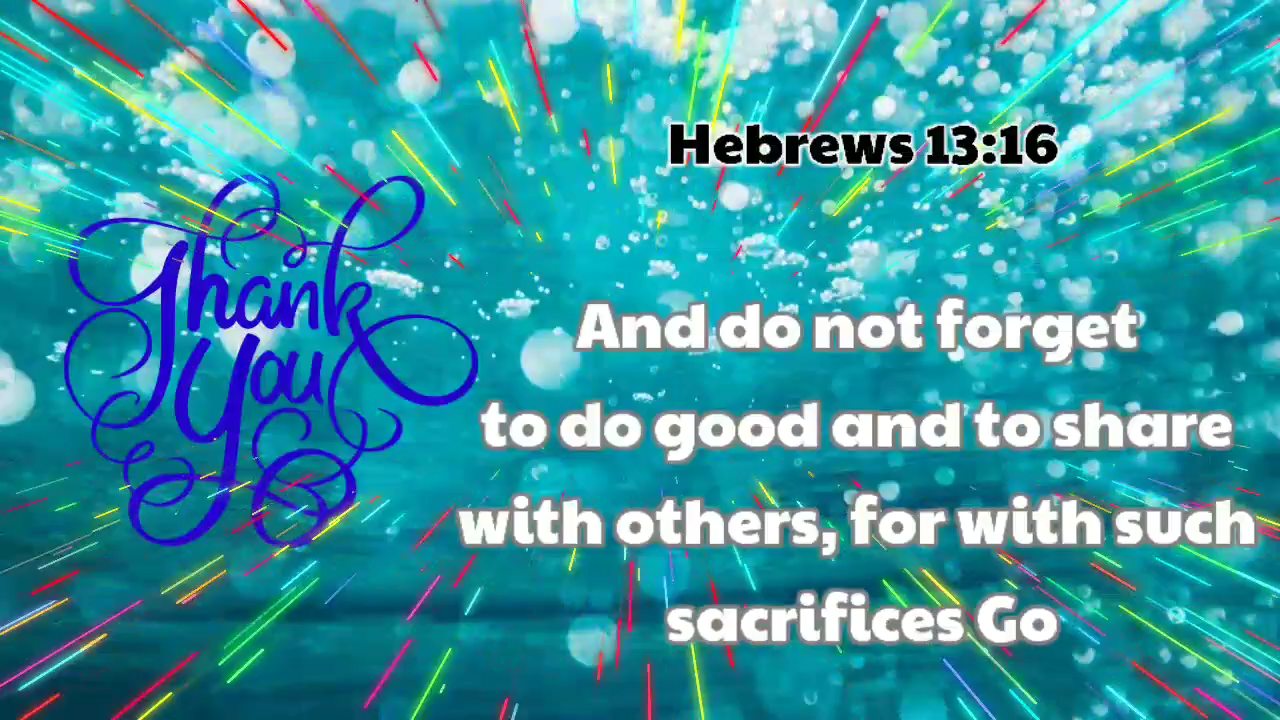 Thank
You
Hebrews 13:16
And do not forget
to do good and to share
with others, for with such
sacrifices Go